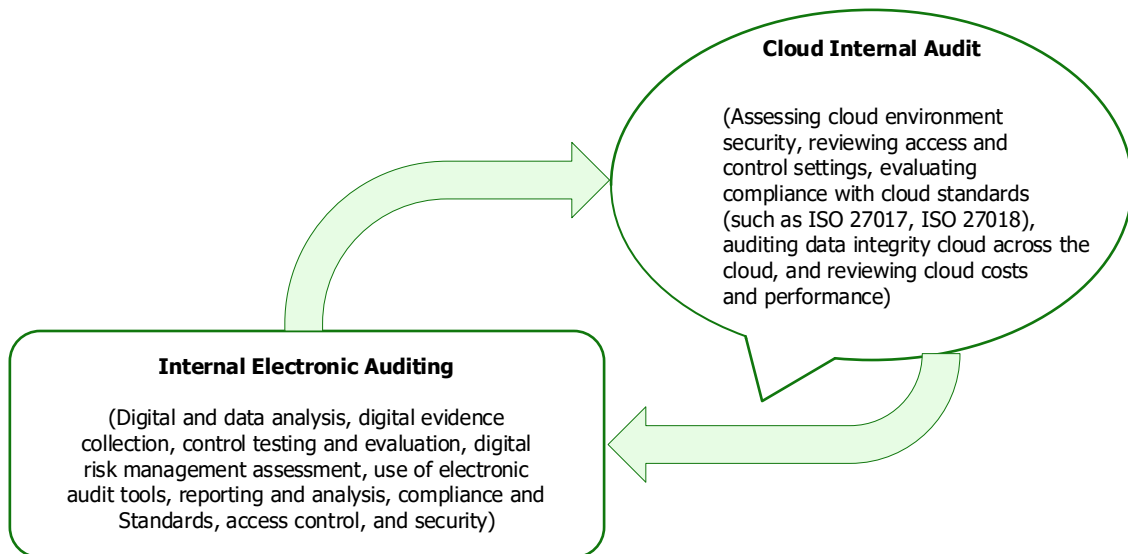 Cloud Internal Audit
(Assessing cloud environment
security, reviewing access and
control settings, evaluating
compliance with cloud standards
(such as ISO 27017, ISO 27018),
auditing data integrity cloud across the
cloud, and reviewing cloud costs
and performance)
Internal Electronic Auditing
(Digital and data analysis, digital evidence
collection, control testing and evaluation, digital
risk management assessment, use of electronic
audit tools, reporting and analysis, compliance and
Standards, access control, and security)